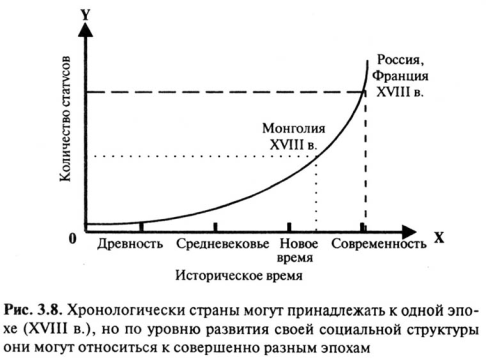 Y
Количество статусов
Россия,
Франция
XVIII в.
Монголия
XVIII в.
0
Древность Средневековье Новое время Современность X
Историческое время
Рис. 3.8. Хронологически страны могут принадлежать к одной эпо-
хе (XVIII в.), но по уровню развития своей социальной структуры
они могут относиться к совершенно разным эпохам